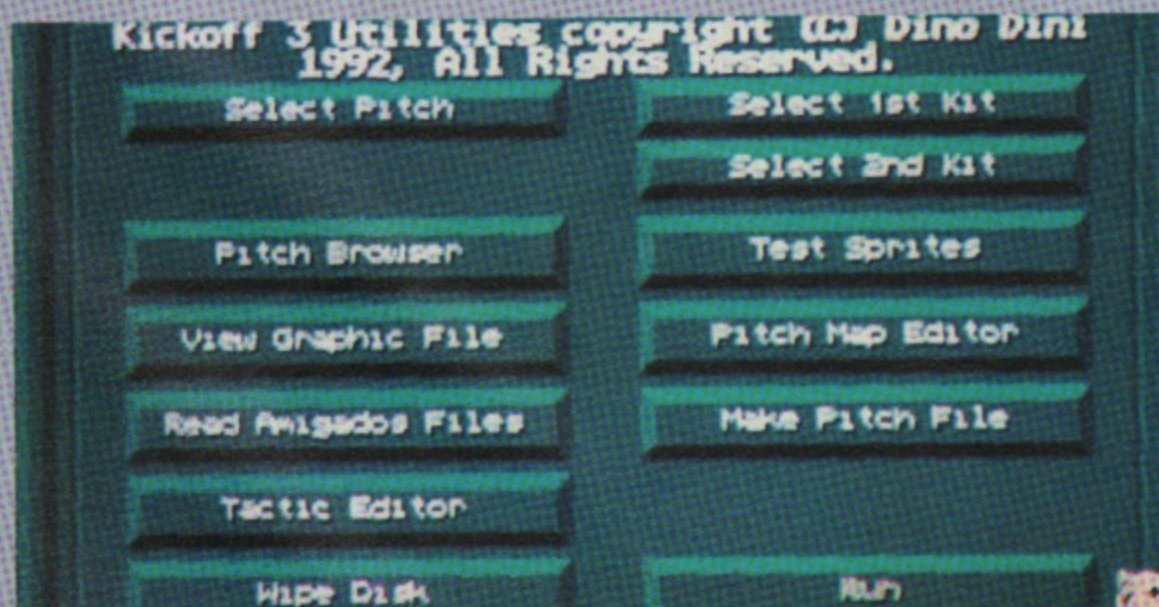 Kickoff 3 Utilities copyright (C) Dino Dini
1992, All Rights Reserved.
Select Pitch
Select 1st Kit
Select 2nd Kit
Pitch Browser
Test Sprites
View Graphic File
Pitch Map Editor
Read Amigados Files
Make Pitch File
Tactic Editor
Wipe Disk
Run